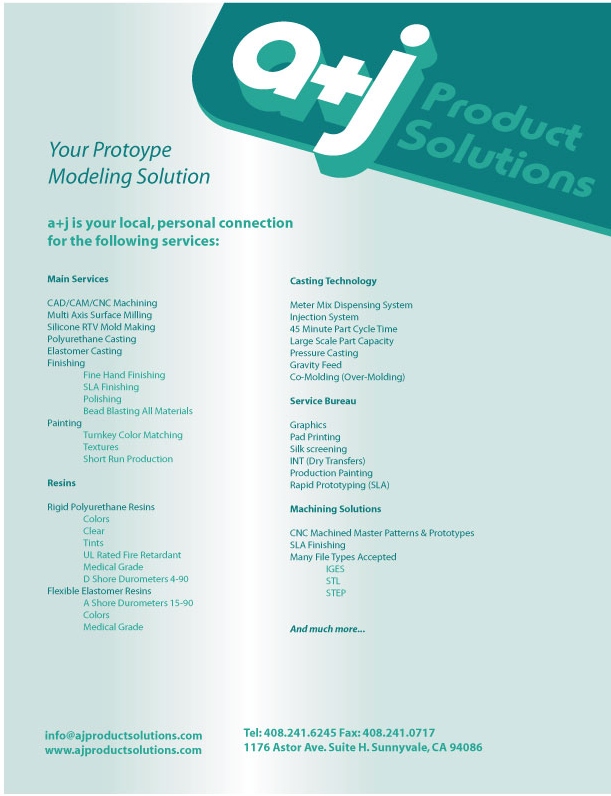 a+j
Product
Solutions
Your Protoype
Modeling Solution
a+j is your local, personal connection
for the following services:
Main Services
CAD/CAM/CNC Machining
Multi Axis Surface Milling
Silicone RTV Mold Making
Polyurethane Casting
Elastomer Casting
Finishing
Fine Hand Finishing
SLA Finishing
Polishing
Bead Blasting All Materials
Painting
Turnkey Color Matching
Textures
Short Run Production
Resins
Rigid Polyurethane Resins
Colors
Clear
Tints
UL Rated Fire Retardant
Medical Grade
D Shore Durometers 4-90
Flexible Elastomer Resins
A Shore Durometers 15-90
Colors
Medical Grade
Casting Technology
Meter Mix Dispensing System
Injection System
45 Minute Part Cycle Time
Large Scale Part Capacity
Pressure Casting
Gravity Feed
Co-Molding (Over-Molding)
Service Bureau
Graphics
Pad Printing
Silk screening
INT (Dry Transfers)
Production Painting
Rapid Prototyping (SLA)
Machining Solutions
CNC Machined Master Patterns & Prototypes
SLA Finishing
Many File Types Accepted
IGES
STL
STEP
And much more...
info@ajproductsolutions.com
www.ajproductsolutions.com
Tel: 408.241.6245 Fax: 408.241.0717
1176 Astor Ave. Suite H. Sunnyvale, CA 94086